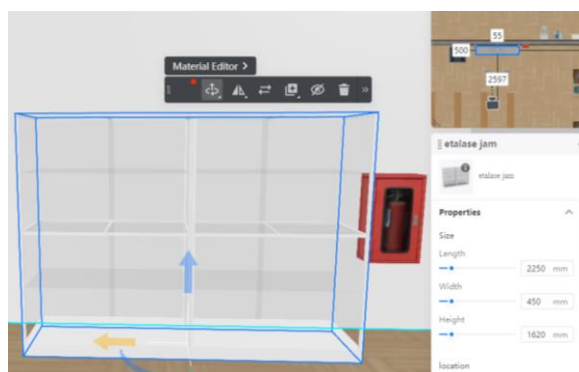 Material Editor >
55
500
2597
etalase jam
etalase jam
Properties
Size
Length
2250 mm
Width
450 mm
Height
1620 mm
location